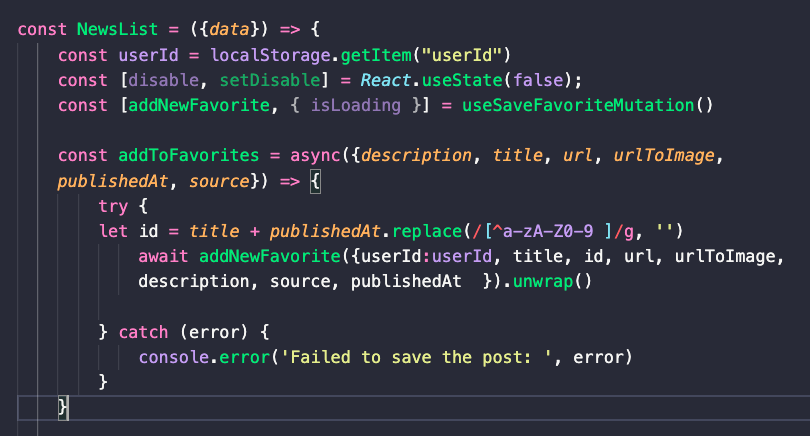 const NewsList = ({data}) => {
    const userId = localStorage.getItem("userId")
    const [disable, setDisable] = React.useState(false);
    const [addNewFavorite, { isLoading }] = useSaveFavoriteMutation()
    const addToFavorites = async({description, title, url, urlToImage,
    publishedAt, source}) => {
        try {
        let id = title + publishedAt.replace(/[^a-zA-Z0-9 ]/g, '')
            await addNewFavorite({userId:userId, title, id, url, urlToImage,
            description, source, publishedAt  }).unwrap()
        } catch (error) {
            console.error('Failed to save the post: ', error)
        }
    }